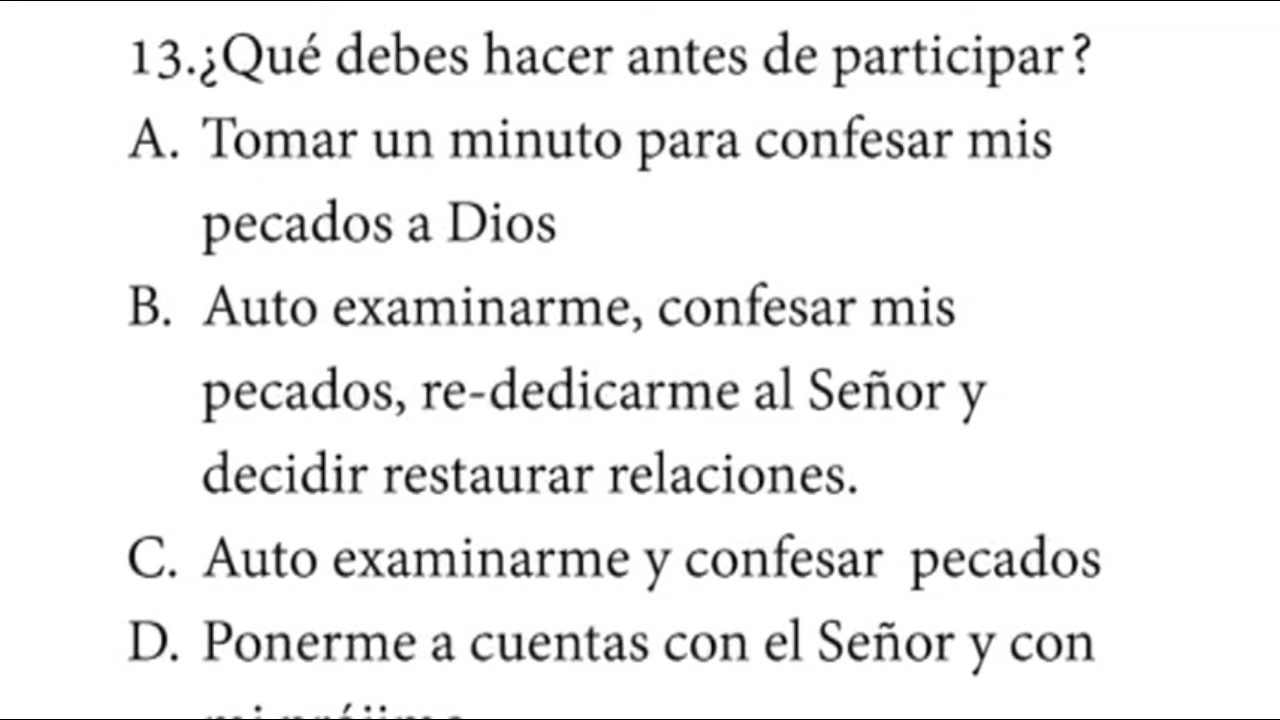 13.¿Qué debes hacer antes de participar?
A. Tomar un minuto para confesar mis
pecados a Dios
B. Auto examinarme, confesar mis
pecados, re-dedicarme al Señor y
decidir restaurar relaciones.
C. Auto examinarme y confesar pecados
D. Ponerme a cuentas con el Señor y con